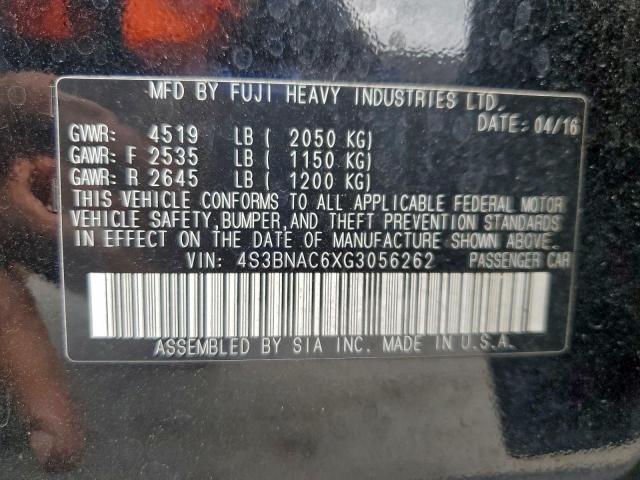 MFD BY FUJI HEAVY INDUSTRIES LTD.
DATE: 04/16
GVWR: 4519 LB ( 2050 KG)
GAWR: F 2535 LB ( 1150 KG)
GAWR: R 2645 LB ( 1200 KG)
THIS VEHICLE CONFORMS TO ALL APPLICABLE FEDERAL MOTOR
VEHICLE SAFETY, BUMPER, AND THEFT PREVENTION STANDARDS
IN EFFECT ON THE DATE OF MANUFACTURE SHOWN ABOVE.
VIN: 4S3BNAC6XG3056262 PASSENGER CAR
ASSEMBLED BY SIA INC. MADE IN U.S.A.